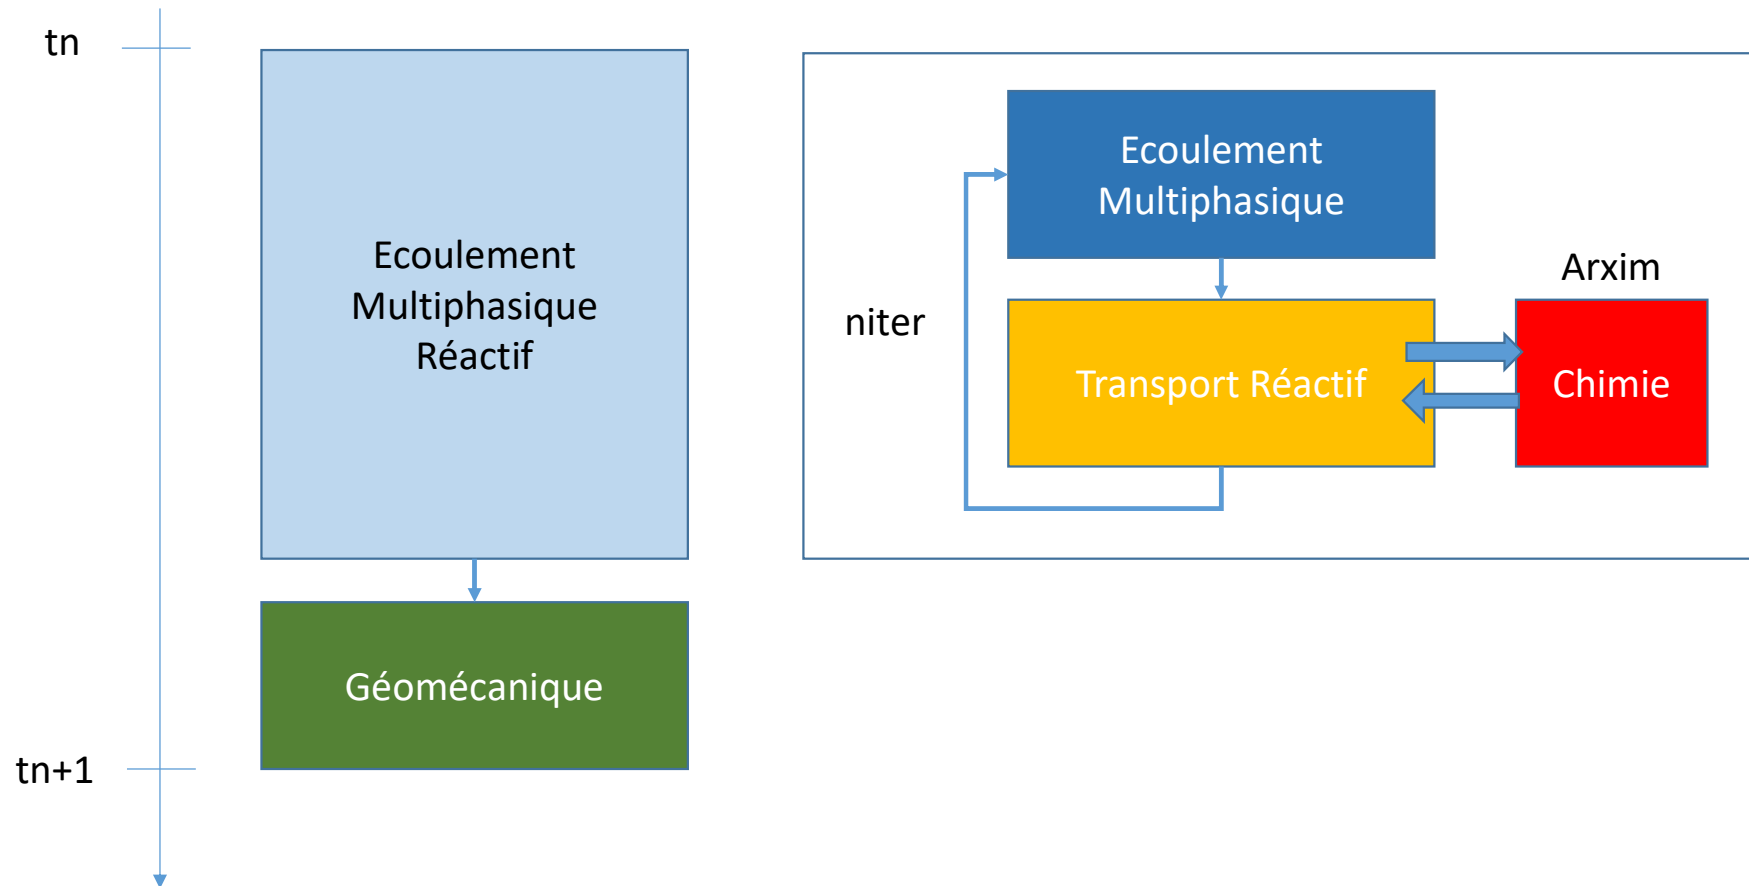 tn
Ecoulement
Multiphasique
Réactif
Géomécanique
tn+1
Ecoulement
Multiphasique
niter
Transport Réactif
Arxim
Chimie